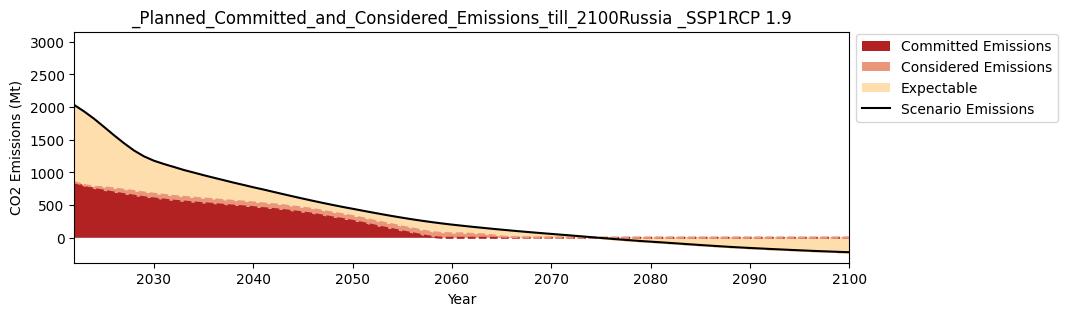 _Planned_Committed_and_Considered_Emissions_till_2100Russia _SSP1RCP 1.9
3000
2500
2000
1500
1000
500
0
CO2 Emissions (Mt)
2030 2040 2050 2060 2070 2080 2090 2100
Year
Committed Emissions
Considered Emissions
Expectable
Scenario Emissions